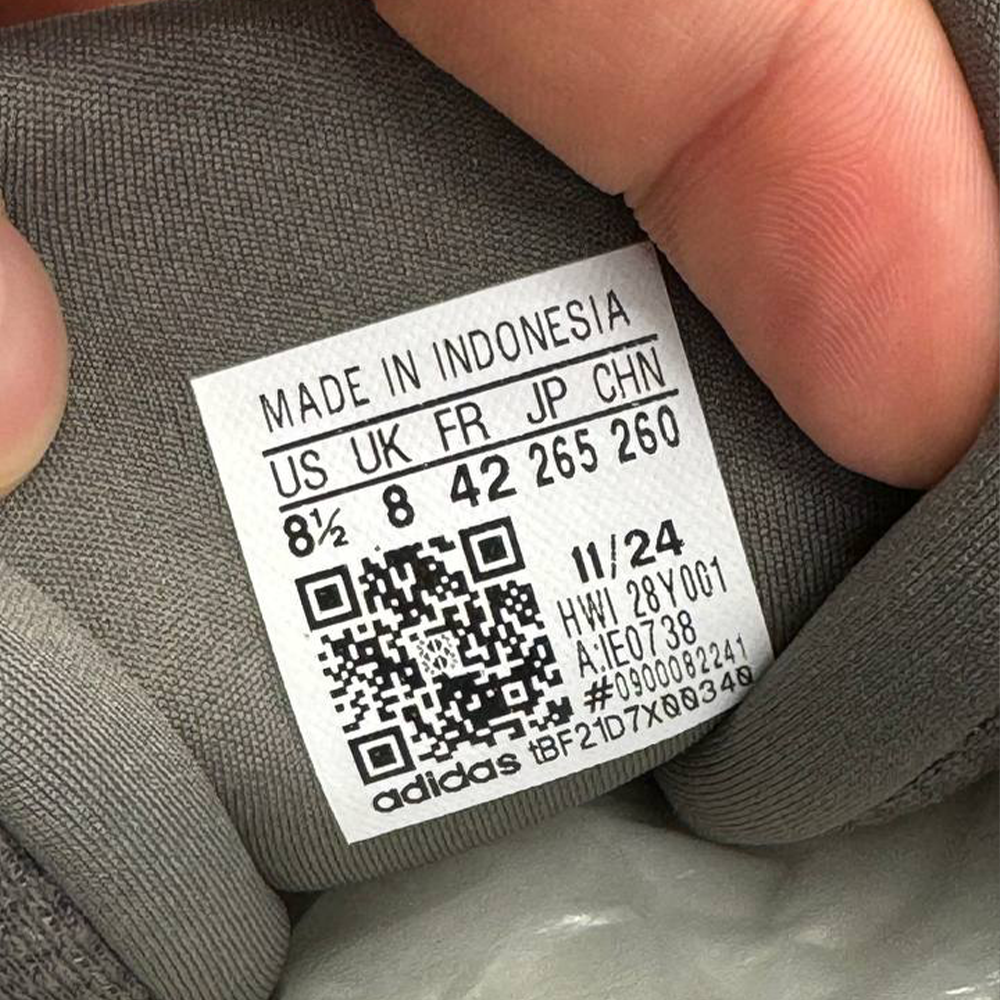 MADE IN INDONESIA
US UK FR JP CHN
8½ 8 42 265 260
11/24
HWI 28Y001
A:IE0738
#0900082241
adidas tBF21D7X00340